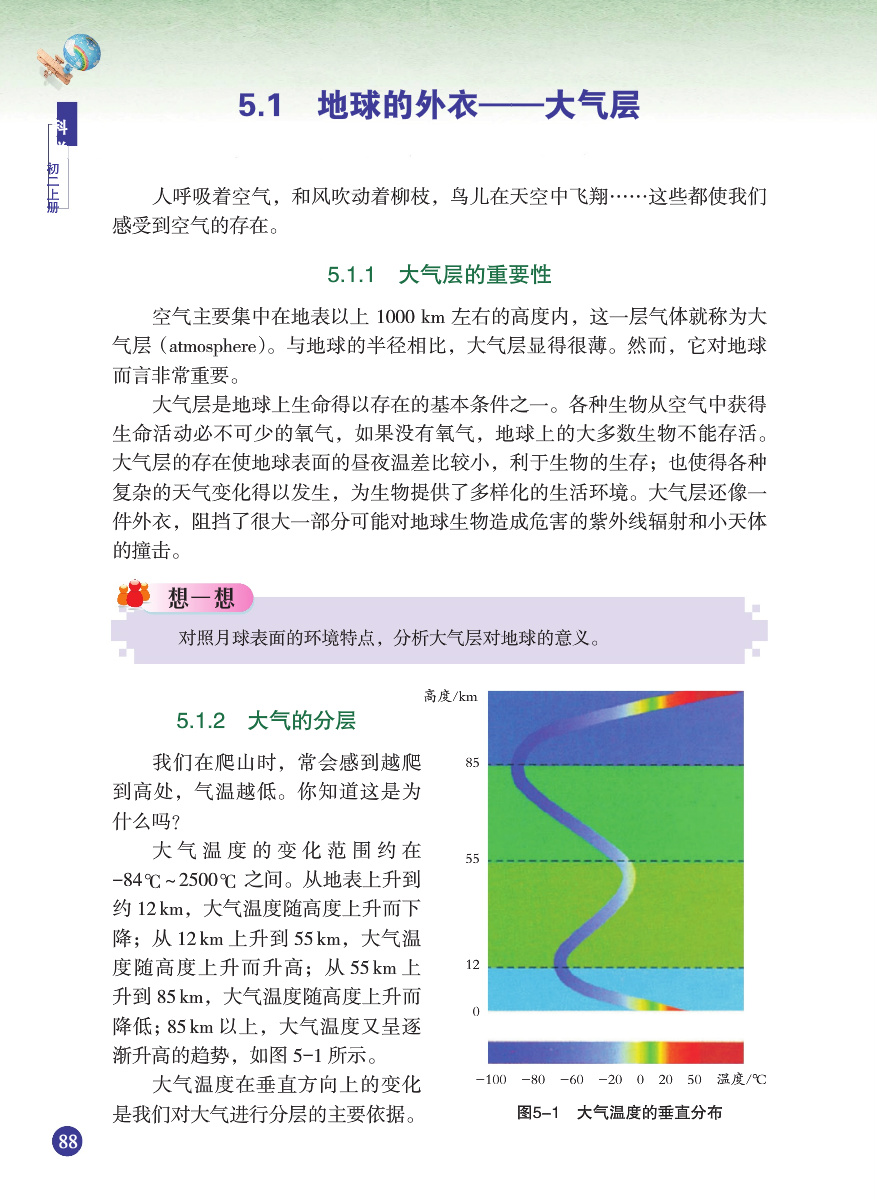 5.1 地球的外衣——大气层
科
初二上册
人呼吸着空气，和风吹动着柳枝，鸟儿在天空中飞翔……这些都使我们
感受到空气的存在。
5.1.1 大气层的重要性
空气主要集中在地表以上 1000 km 左右的高度内，这一层气体就称为大
气层（atmosphere）。与地球的半径相比，大气层显得很薄。然而，它对地球
而言非常重要。
大气层是地球上生命得以存在的基本条件之一。各种生物从空气中获得
生命活动必不可少的氧气，如果没有氧气，地球上的大多数生物不能存活。
大气层的存在使地球表面的昼夜温差比较小，利于生物的生存；也使得各种
复杂的天气变化得以发生，为生物提供了多样化的生活环境。大气层还像一
件外衣，阻挡了很大一部分可能对地球生物造成危害的紫外线辐射和小天体
的撞击。
想一想
对照月球表面的环境特点，分析大气层对地球的意义。
5.1.2 大气的分层
我们在爬山时，常会感到越爬
到高处，气温越低。你知道这是为
什么吗？
大气温度的变化范围约在
-84℃~2500℃ 之间。从地表上升到
约 12 km，大气温度随高度上升而下
降；从 12 km 上升到 55 km，大气温
度随高度上升而升高；从 55 km 上
升到 85 km，大气温度随高度上升而
降低；85 km 以上，大气温度又呈逐
渐升高的趋势，如图 5-1 所示。
大气温度在垂直方向上的变化
是我们对大气进行分层的主要依据。
高度/km
85
55
12
0
-100 -80 -60 -20 0 20 50 温度/℃
图5-1 大气温度的垂直分布
88